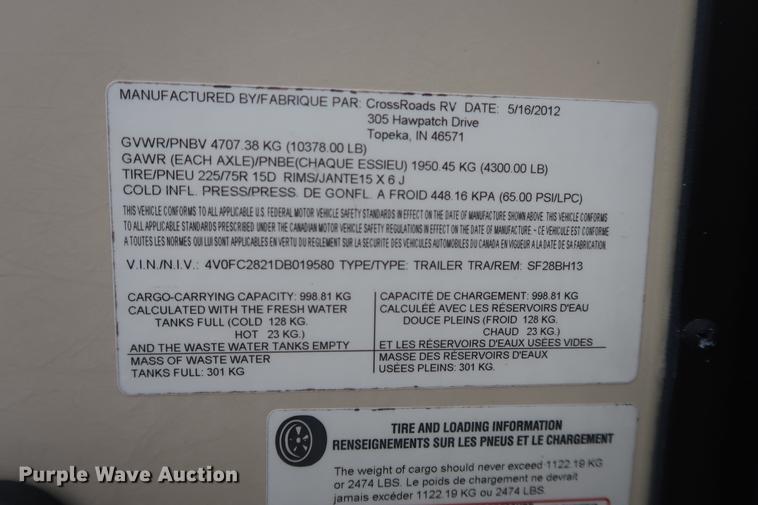 MANUFACTURED BY/FABRIQUE PAR: CrossRoads RV DATE: 5/16/2012
305 Hawpatch Drive
Topeka, IN 46571
GVWR/PNBV 4707.38 KG (10378.00 LB)
GAWR (EACH AXLE)/PNBE(CHAQUE ESSIEU) 1950.45 KG (4300.00 LB)
TIRE/PNEU 225/75R 15D RIMS/JANTE15 X 6 J
COLD INFL. PRESS/PRESS. DE GONFL. A FROID 448.16 KPA (65.00 PSI/LPC)
THIS VEHICLE CONFORMS TO ALL APPLICABLE U.S. FEDERAL MOTOR VEHICLE SAFETY STANDARDS IN EFFECT ON THE DATE OF MANUFACTURE SHOWN ABOVE. THIS VEHICLE CONFORMS
TO ALL APPLICABLE STANDARDS PRESCRIBED UNDER THE CANADIAN MOTOR VEHICLE SAFETY REGULATIONS IN EFFECT ON THE DATE OF MANUFACTURE - CE VÉHICULE EST CONFORME
A TOUTES LES NORMES QUI LUI SONT APPLICABLES EN VERTU DU REGLEMENT SUR LA SECURITE DES VEHICULES AUTOMOBILES DU CANADA EN VIGUEUR A LA DATE DE SA FABRICATION.
V.I.N./N.I.V.: 4V0FC2821DB019580 TYPE/TYPE: TRAILER TRA/REM: SF28BH13
CARGO-CARRYING CAPACITY: 998.81 KG
CALCULATED WITH THE FRESH WATER
TANKS FULL (COLD 128 KG.
HOT 23 KG.)
AND THE WASTE WATER TANKS EMPTY
MASS OF WASTE WATER
TANKS FULL: 301 KG
CAPACITÉ DE CHARGEMENT: 998.81 KG
CALCULÉE AVEC LES RÉSERVOIRS D'EAU
DOUCE PLEINS (FROID 128 KG.
CHAUD 23 KG.)
ET LES RÉSERVOIRS D'EAUX USÉES VIDES
MASSE DES RÉSERVOIRS D'EAUX
USÉES PLEINS: 301 KG.
TIRE AND LOADING INFORMATION
RENSEIGNEMENTS SUR LES PNEUS ET LE CHARGEMENT
The weight of cargo should never exceed 1122.19 KG
or 2474 LBS. Le poids de chargement ne devrait
jamais excéder 1122.19 KG ou 2474 LBS.
Purple Wave Auction